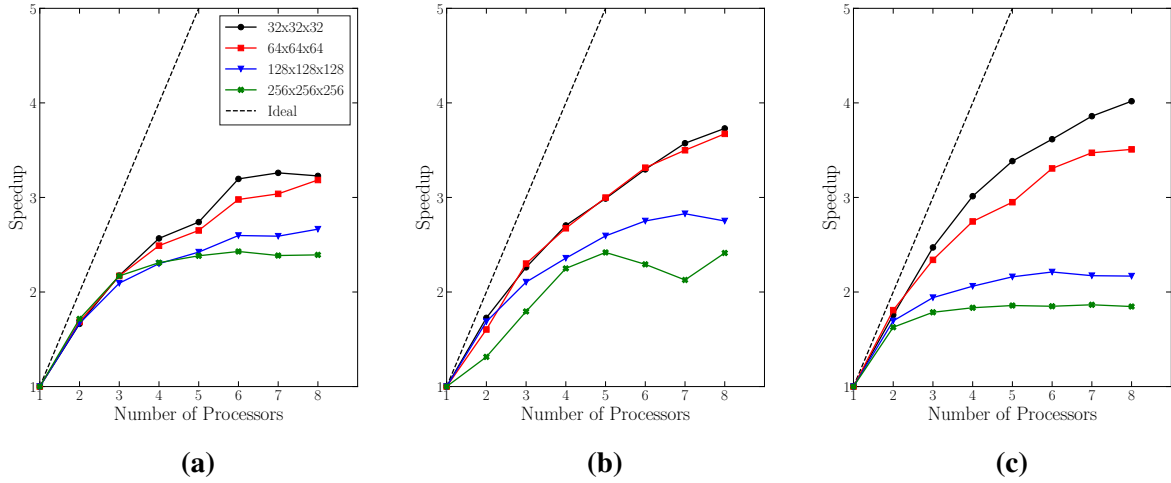 5
4
3
2
1
Speedup
1 2 3 4 5 6 7 8
Number of Processors
32x32x32
64x64x64
128x128x128
256x256x256
Ideal
(a)
5
4
3
2
1
Speedup
1 2 3 4 5 6 7 8
Number of Processors
(b)
5
4
3
2
1
Speedup
1 2 3 4 5 6 7 8
Number of Processors
(c)